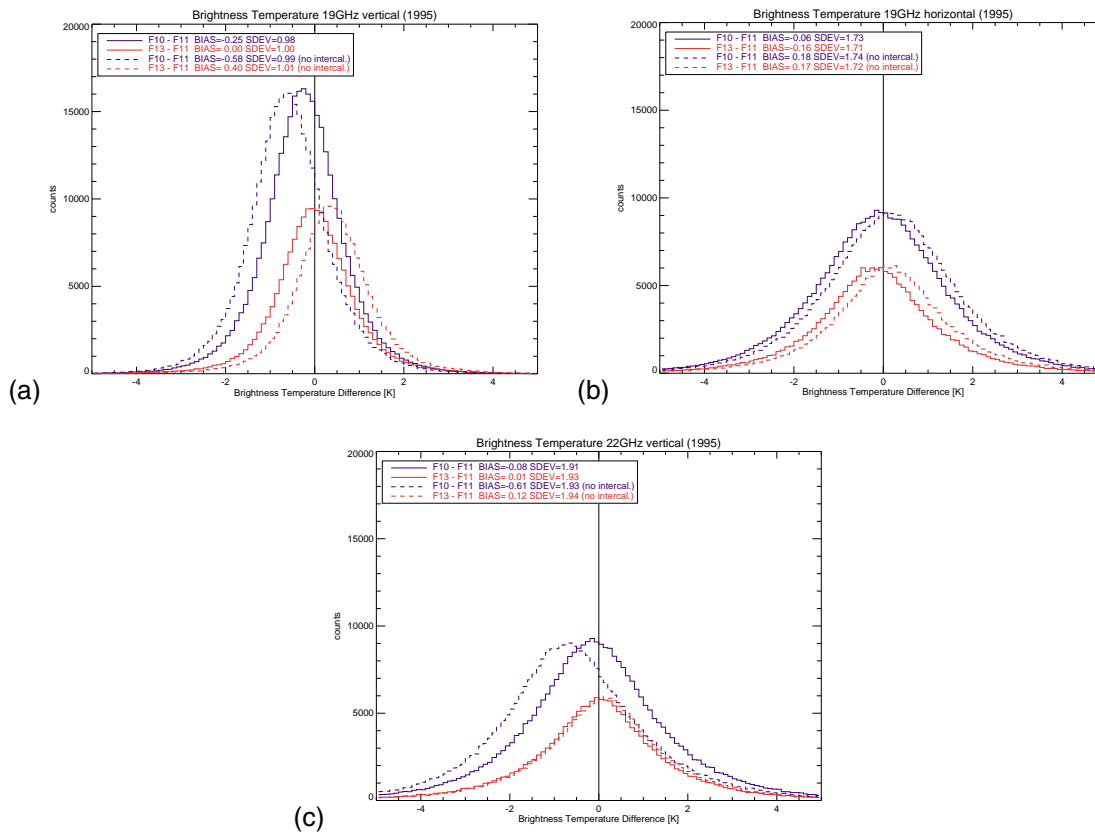 Brightness Temperature 19GHz vertical (1995)
20000
F10 - F11 BIAS=-0.25 SDEV=0.98
F13 - F11 BIAS= 0.00 SDEV=1.00
F10 - F11 BIAS=-0.58 SDEV=0.99 (no intercal.)
F13 - F11 BIAS= 0.40 SDEV=1.01 (no intercal.)
15000
counts
10000
5000
0
-4 -2 0 2 4
Brightness Temperature Difference [K]
(a)
Brightness Temperature 19GHz horizontal (1995)
20000
F10 - F11 BIAS=-0.06 SDEV=1.73
F13 - F11 BIAS=-0.16 SDEV=1.71
F10 - F11 BIAS= 0.18 SDEV=1.74 (no intercal.)
F13 - F11 BIAS= 0.17 SDEV=1.72 (no intercal.)
15000
counts
10000
5000
0
-4 -2 0 2 4
Brightness Temperature Difference [K]
(b)
Brightness Temperature 22GHz vertical (1995)
20000
F10 - F11 BIAS=-0.08 SDEV=1.91
F13 - F11 BIAS= 0.01 SDEV=1.93
F10 - F11 BIAS=-0.61 SDEV=1.93 (no intercal.)
F13 - F11 BIAS= 0.12 SDEV=1.94 (no intercal.)
15000
counts
10000
5000
0
-4 -2 0 2 4
Brightness Temperature Difference [K]
(c)